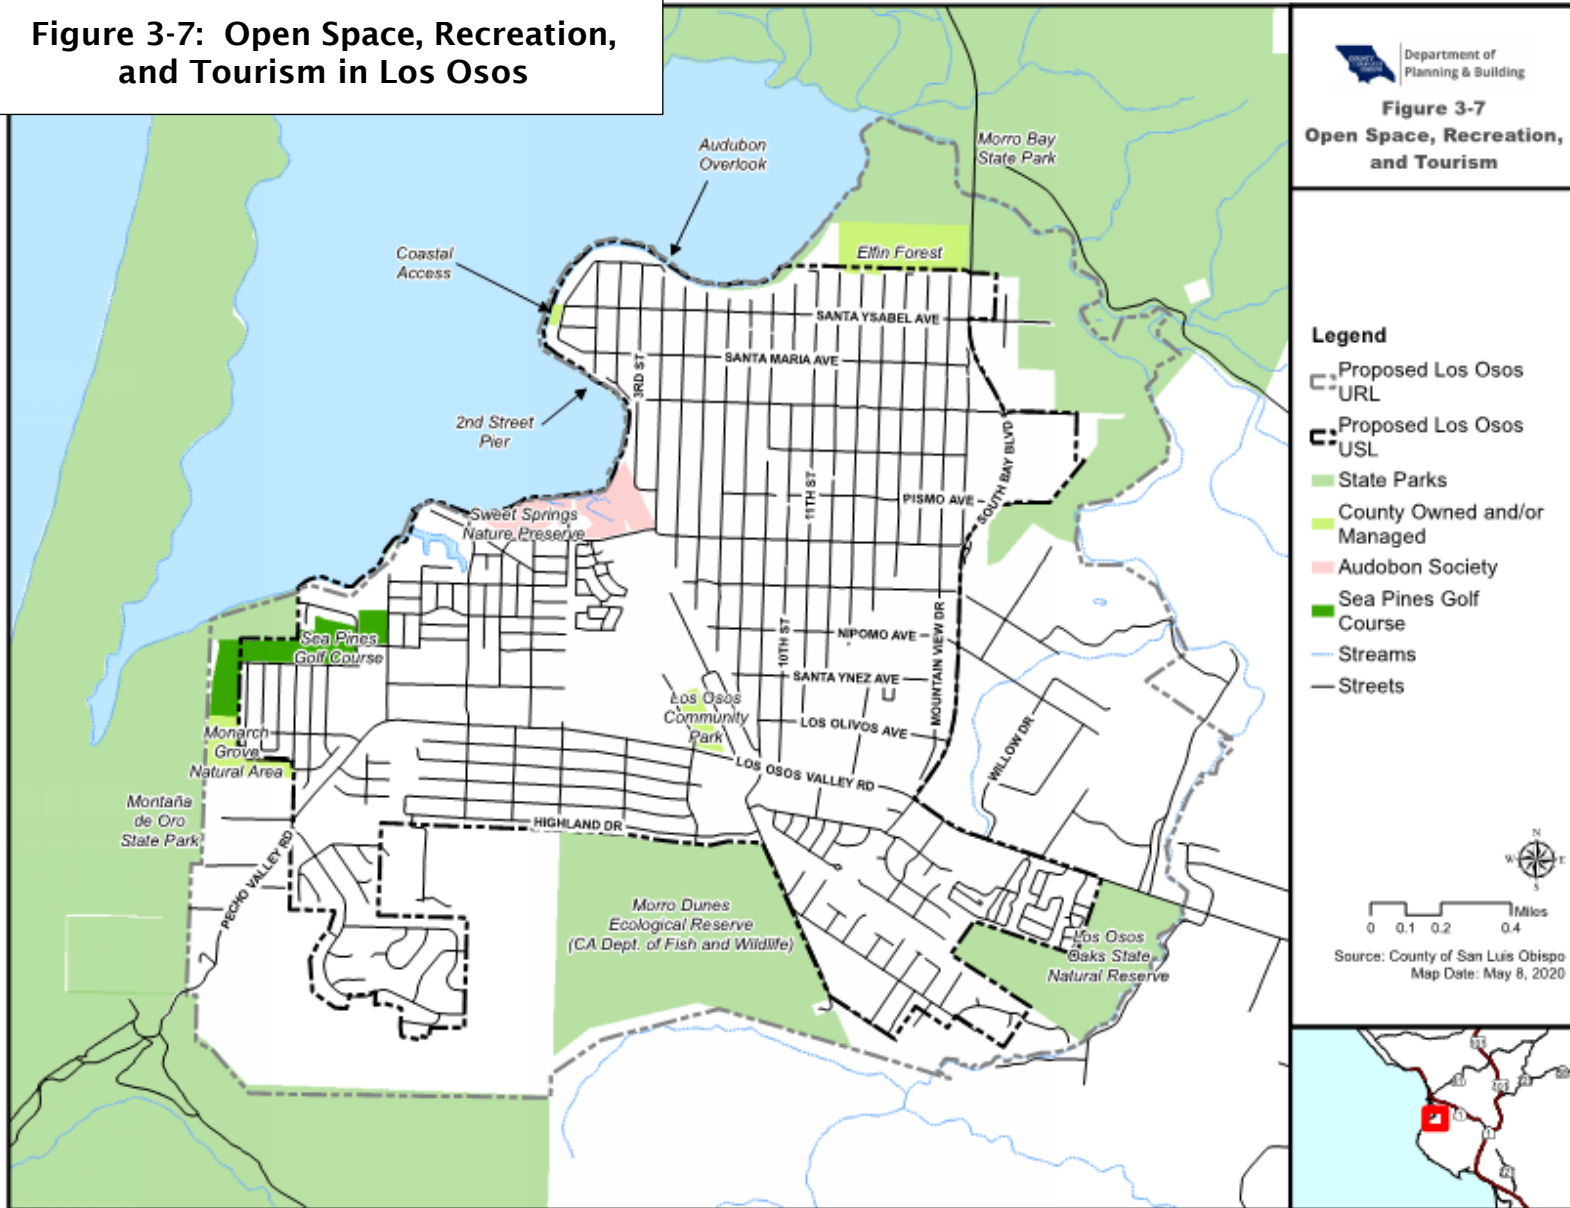 Figure 3-7:  Open Space, Recreation,
and Tourism in Los Osos
Department of
Planning & Building
Figure 3-7
Open Space, Recreation,
and Tourism
Legend
Proposed Los Osos
URL
Proposed Los Osos
USL
State Parks
County Owned and/or
Managed
Audobon Society
Sea Pines Golf
Course
Streams
Streets
N
W
E
S
Miles
0 0.1 0.2 0.4
Source: County of San Luis Obispo
Map Date: May 8, 2020
Audubon
Overlook
Morro Bay
State Park
Coastal
Access
Elfin Forest
SANTA YSABEL AVE
SANTA MARIA AVE
3RD ST
2nd Street
Pier
SOUTH BAY BLVD
11TH ST
PISMO AVE
Sweet Springs
Nature Preserve
Sea Pines
Golf Course
10TH ST
NIPOMO AVE
MOUNTAIN VIEW DR
SANTA YNEZ AVE
Los Osos
Community
Park
LOS OLIVOS AVE
Monarch
Grove
Natural Area
WILLOW DR
LOS OSOS VALLEY RD
Montaña
de Oro
State Park
HIGHLAND DR
PECHO VALLEY RD
Morro Dunes
Ecological Reserve
(CA Dept. of Fish and Wildlife)
Los Osos
Oaks State
Natural Reserve
101
1
1